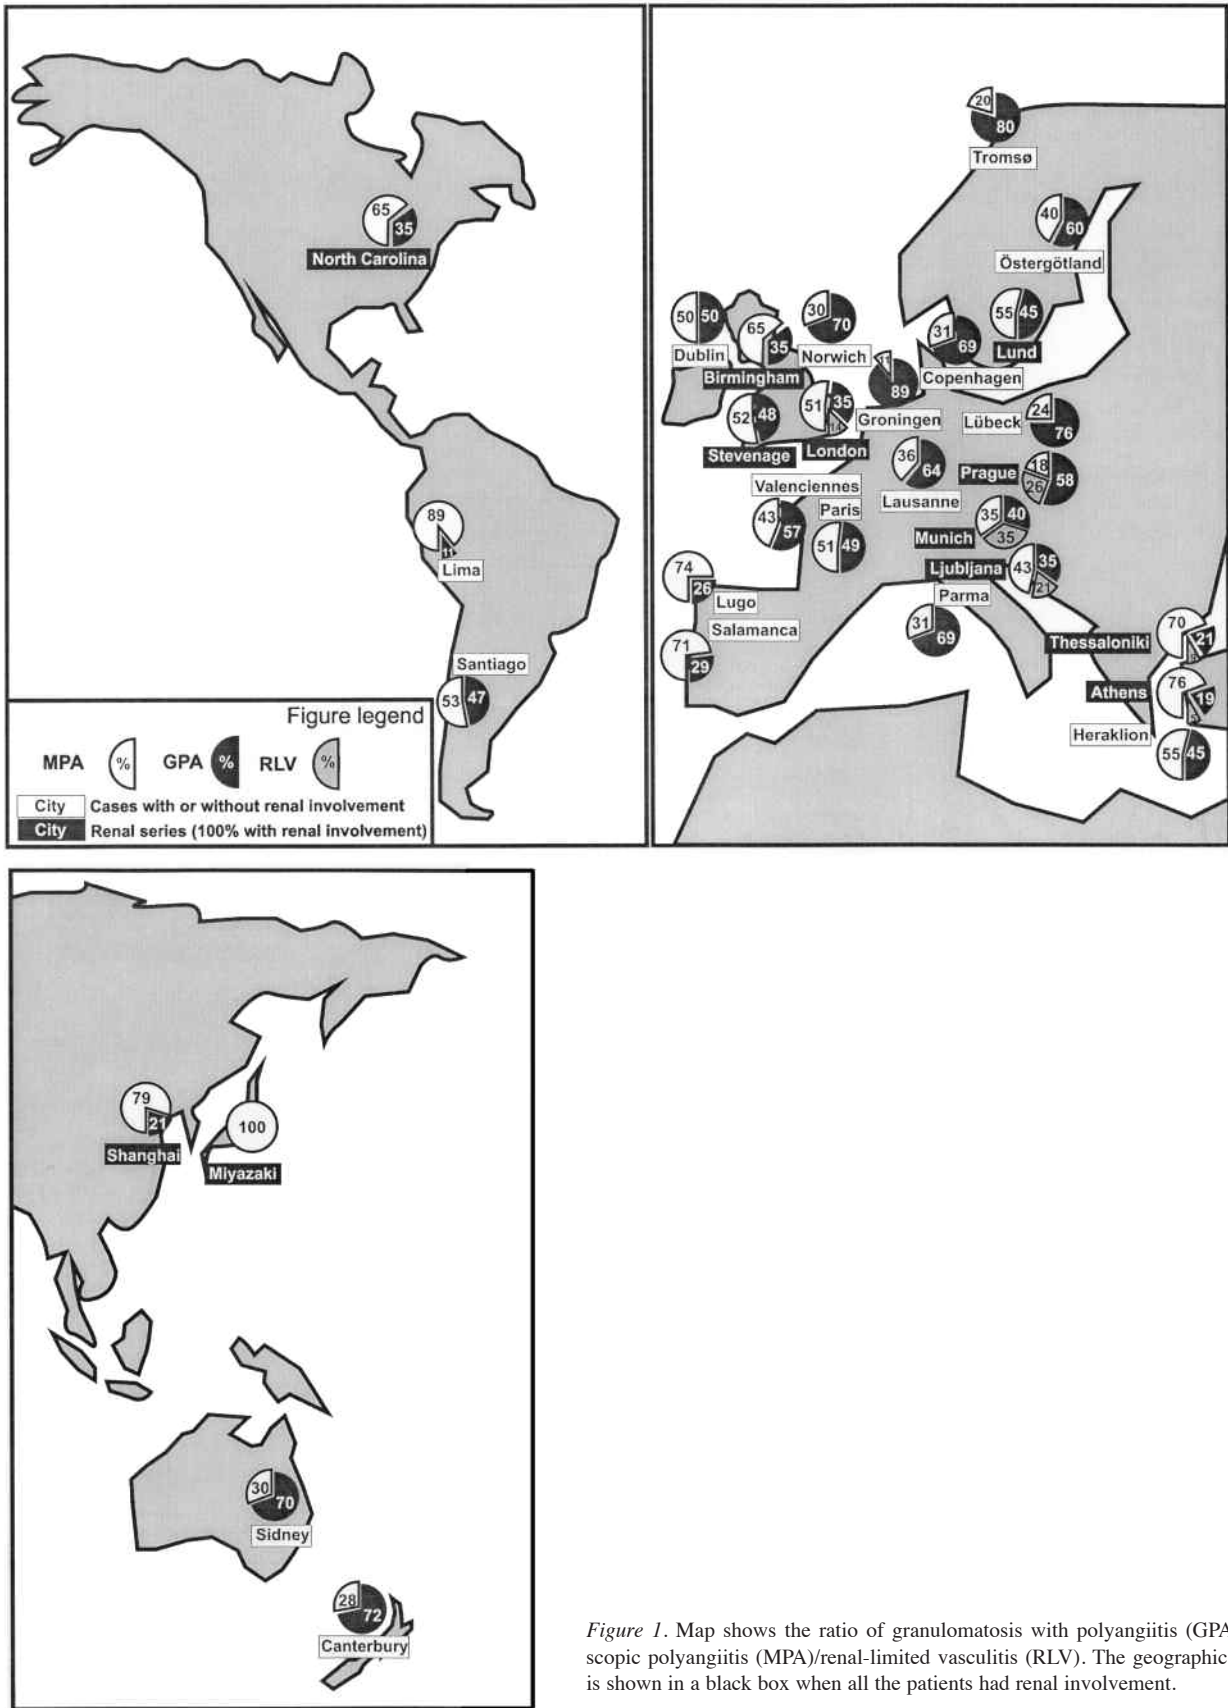 65
35
North Carolina
89
11
Lima
Santiago
53
47
Figure legend
MPA
%
GPA
%
RLV
%
City
Cases with or without renal involvement
City
Renal series (100% with renal involvement)
20
80
Tromsø
40
60
Östergötland
50
50
Dublin
65
35
Birmingham
30
70
Norwich
31
69
Copenhagen
55
45
Lund
11
89
Groningen
52
48
Stevenage
51
35
14
London
24
Lübeck
76
36
64
Lausanne
18
Prague
58
26
Valenciennes
43
57
Paris
51
49
35
40
Munich
35
Ljubljana
43
35
21
74
26
Lugo
Parma
31
69
Salamanca
71
29
70
Thessaloniki
21
76
Athens
19
Heraklion
55
45
79
21
Shanghai
100
Miyazaki
30
70
Sidney
28
72
Canterbury
Figure 1. Map shows the ratio of granulomatosis with polyangiitis (GPA
scopic polyangiitis (MPA)/renal-limited vasculitis (RLV). The geographic
is shown in a black box when all the patients had renal involvement.